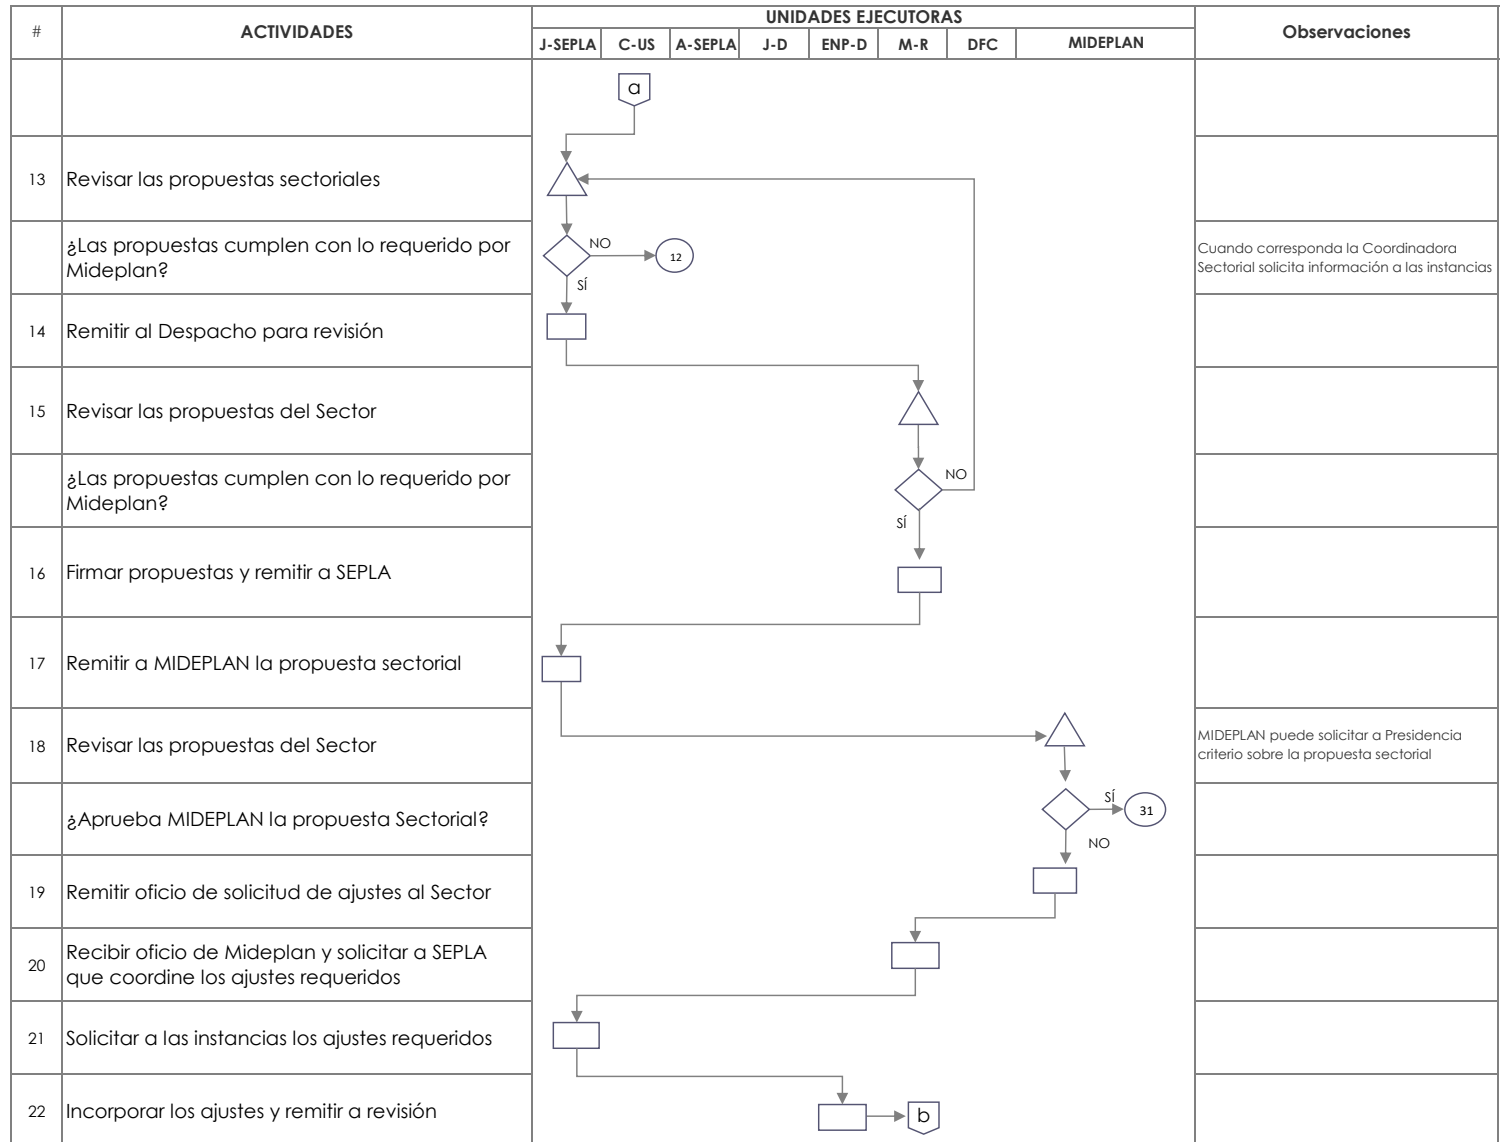 #
ACTIVIDADES
UNIDADES EJECUTORAS
Observaciones
J-SEPLA
C-US
A-SEPLA
J-D
ENP-D
M-R
DFC
MIDEPLAN
a
13
Revisar las propuestas sectoriales
¿Las propuestas cumplen con lo requerido por
Mideplan?
NO
12
SÍ
Cuando corresponda la Coordinadora
Sectorial solicita información a las instancias
14
Remitir al Despacho para revisión
15
Revisar las propuestas del Sector
¿Las propuestas cumplen con lo requerido por
Mideplan?
NO
SÍ
16
Firmar propuestas y remitir a SEPLA
17
Remitir a MIDEPLAN la propuesta sectorial
18
Revisar las propuestas del Sector
MIDEPLAN puede solicitar a Presidencia
criterio sobre la propuesta sectorial
¿Aprueba MIDEPLAN la propuesta Sectorial?
SÍ
31
NO
19
Remitir oficio de solicitud de ajustes al Sector
20
Recibir oficio de Mideplan y solicitar a SEPLA
que coordine los ajustes requeridos
21
Solicitar a las instancias los ajustes requeridos
22
Incorporar los ajustes y remitir a revisión
b